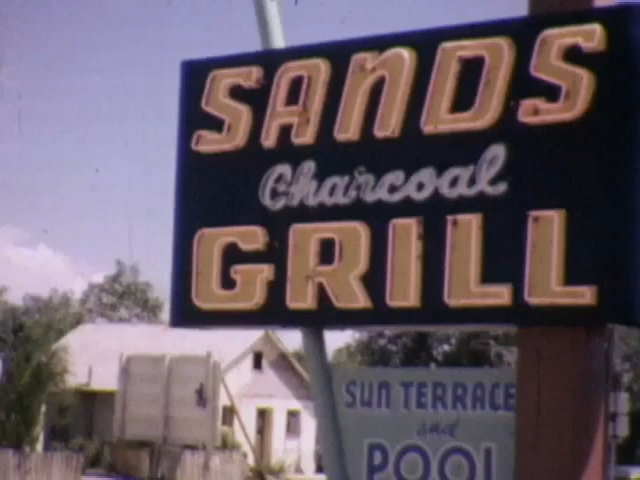 SANDS
Charcoal
GRILL
SUN TERRACE
and
POOL